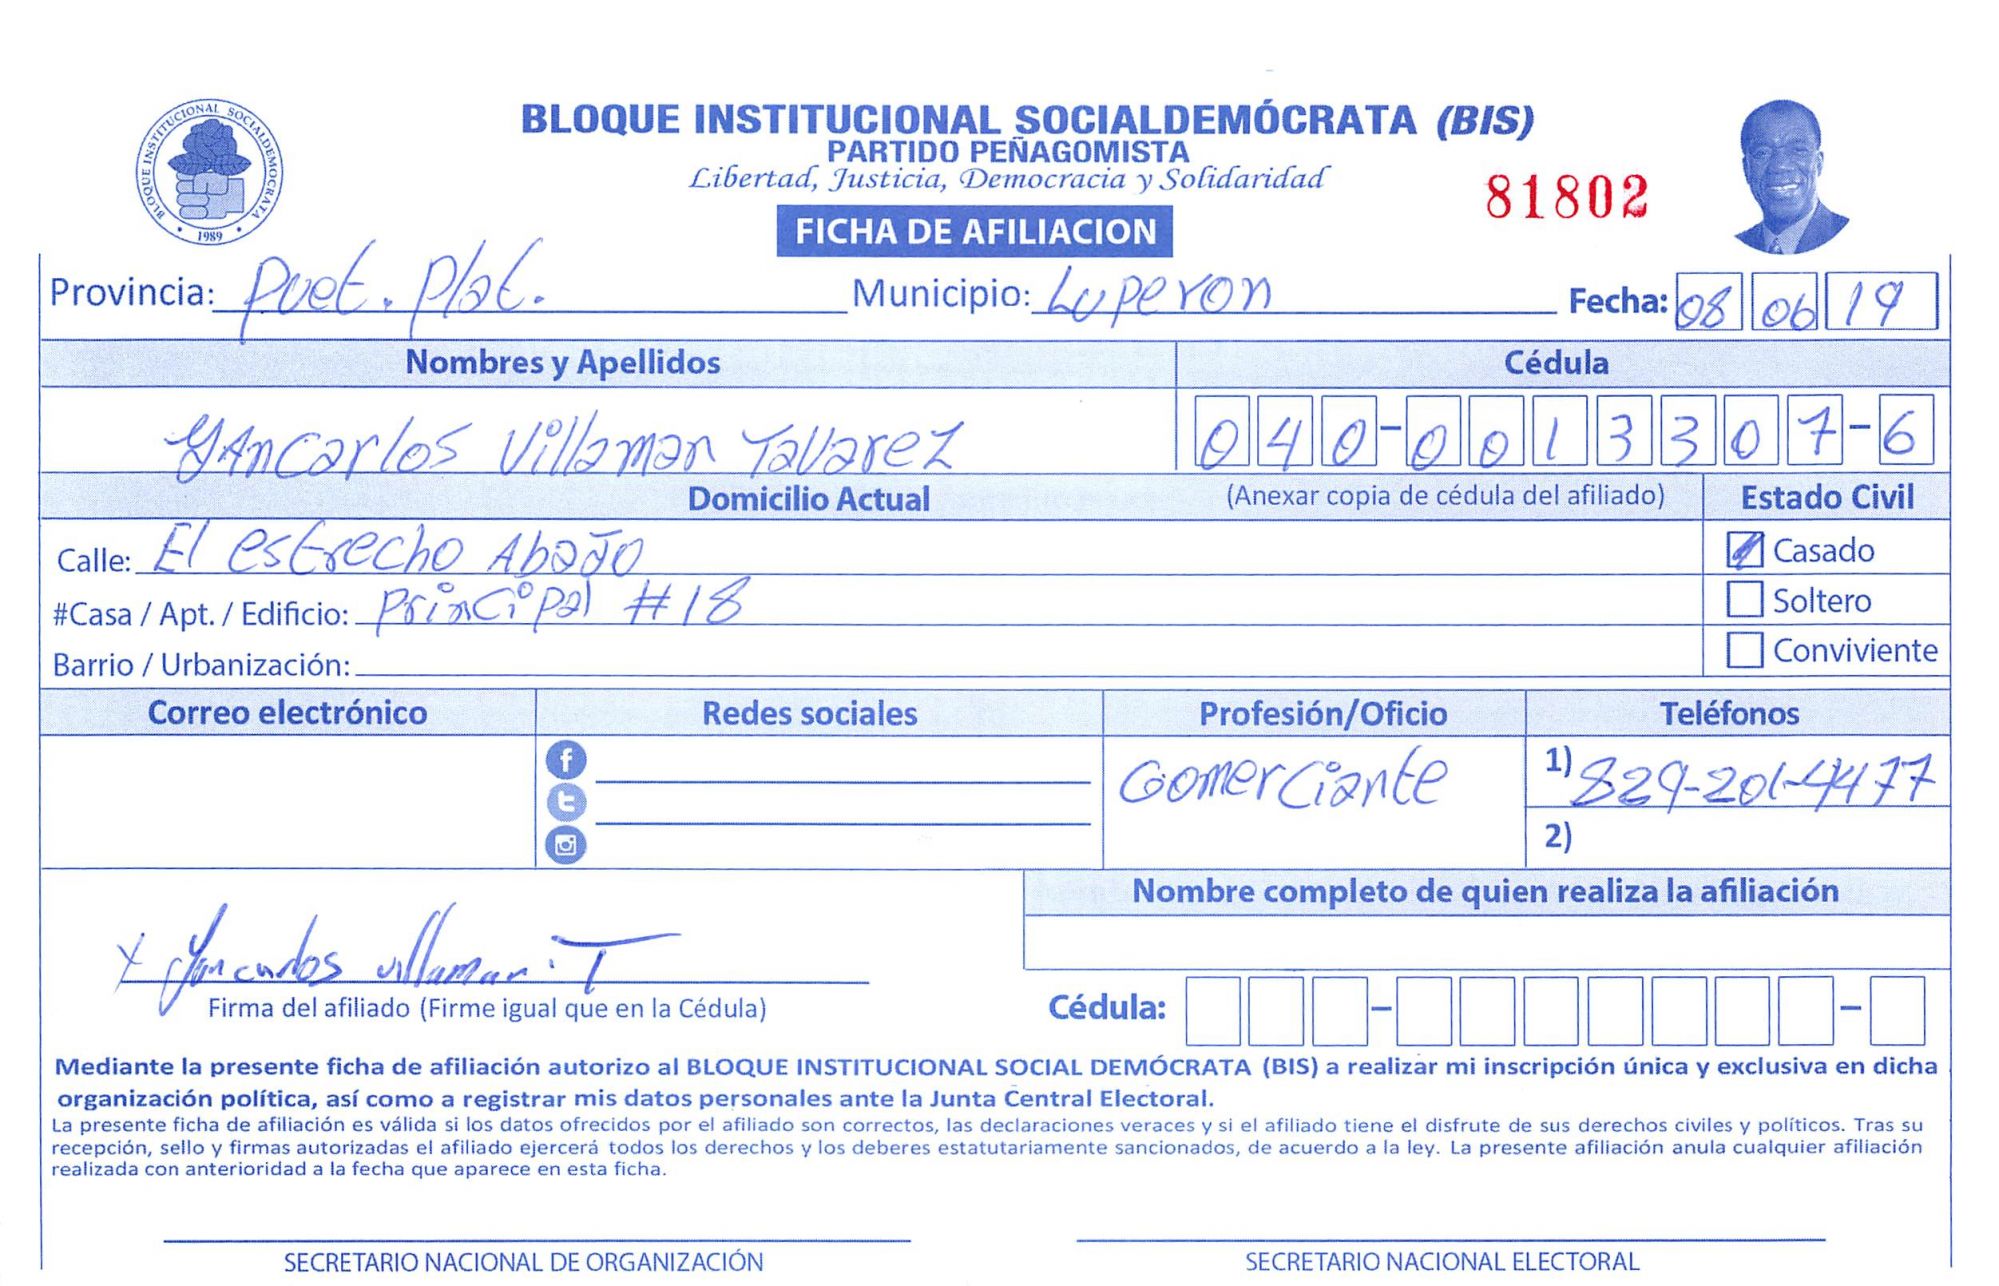 BLOQUE INSTITUCIONAL SOCIALDEMOCRATA
1989
BLOQUE INSTITUCIONAL SOCIALDEMÓCRATA (BIS)
PARTIDO PEÑAGOMISTA
Libertad, Justicia, Democracia y Solidaridad
81802
FICHA DE AFILIACION
Provincia: Puet. Plat. Municipio: Luperon Fecha: 08 06 19
Nombres y Apellidos Cédula
YAncarlos Villaman Tavarez 040-0013307-6
Domicilio Actual (Anexar copia de cédula del afiliado) Estado Civil
Calle: El estrecho Abajo Casado
#Casa / Apt. / Edificio: Principal #18 Soltero
Barrio / Urbanización: Conviviente
Correo electrónico Redes sociales Profesión/Oficio Teléfonos
Comerciante 1) 829-201-4477
2)
Nombre completo de quien realiza la afiliación
X Yancarlos villaman. T
Firma del afiliado (Firme igual que en la Cédula) Cédula: - -
Mediante la presente ficha de afiliación autorizo al BLOQUE INSTITUCIONAL SOCIAL DEMÓCRATA (BIS) a realizar mi inscripción única y exclusiva en dicha
organización política, así como a registrar mis datos personales ante la Junta Central Electoral.
La presente ficha de afiliación es válida si los datos ofrecidos por el afiliado son correctos, las declaraciones veraces y si el afiliado tiene el disfrute de sus derechos civiles y políticos. Tras su
recepción, sello y firmas autorizadas el afiliado ejercerá todos los derechos y los deberes estatutariamente sancionados, de acuerdo a la ley. La presente afiliación anula cualquier afiliación
realizada con anterioridad a la fecha que aparece en esta ficha.
SECRETARIO NACIONAL DE ORGANIZACIÓN SECRETARIO NACIONAL ELECTORAL